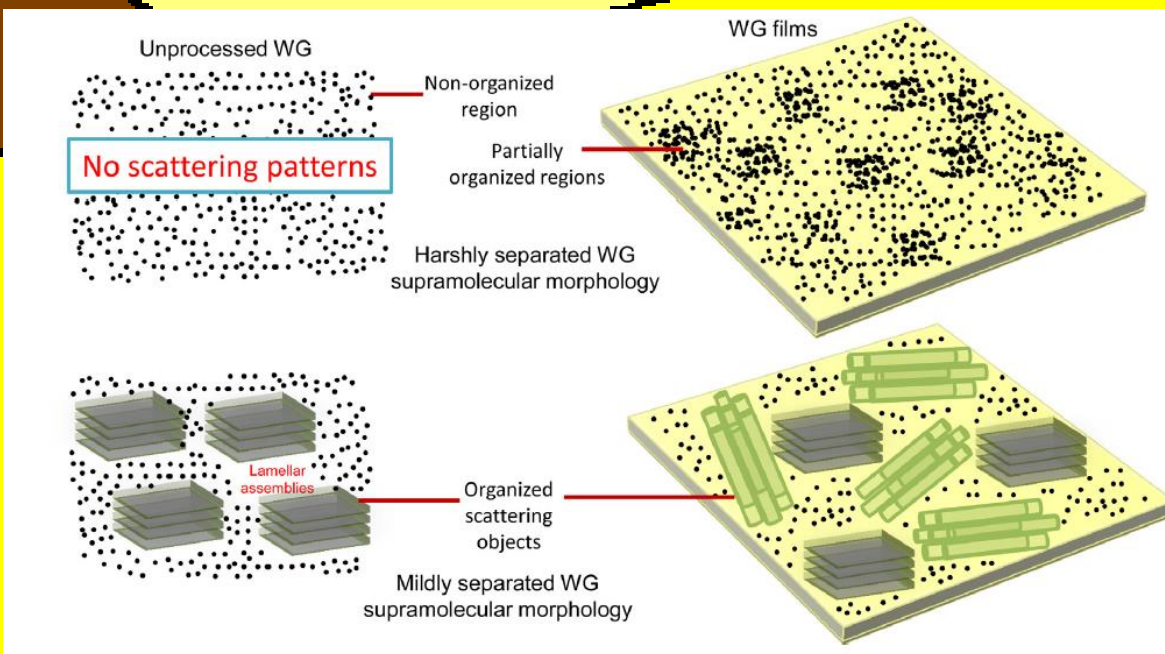 Unprocessed WG
WG films
Non-organized
region
No scattering patterns
Partially
organized regions
Harshly separated WG
supramolecular morphology
Lamellar
assemblies
Organized
scattering
objects
Mildly separated WG
supramolecular morphology